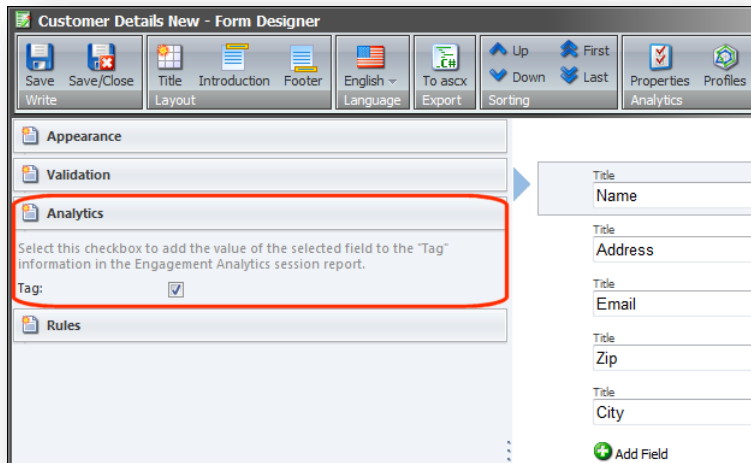 Customer Details New - Form Designer
Save Save/Close Title Introduction Footer English To ascx Up First Properties Profiles
Down Last
Write Layout Language Export Sorting Analytics
C#
Appearance
Validation
Analytics
Select this checkbox to add the value of the selected field to the "Tag"
information in the Engagement Analytics session report.
Tag:
Rules
Title
Name
Title
Address
Title
Email
Title
Zip
Title
City
Add Field